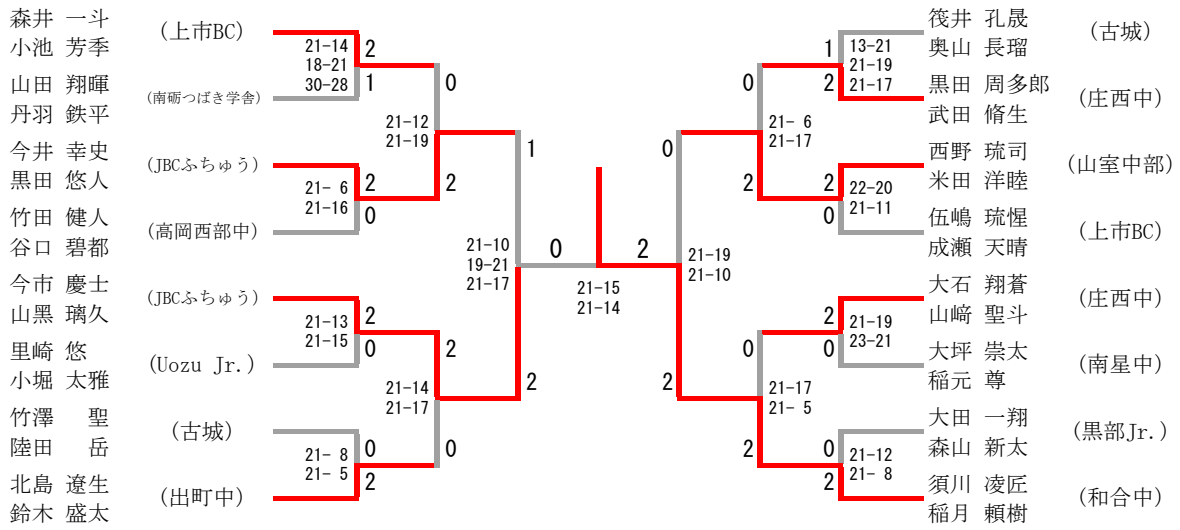 森井 一斗
(上市BC)
小池 芳季
21-14
18-21
30-28
2
1
山田 翔暉
(南砺つばき学舎)
丹羽 鉄平
0
21-12
21-19
2
今井 幸史
(JBCふちゅう)
黒田 悠人
21- 6
21-16
2
0
竹田 健人
(高岡西部中)
谷口 碧都
1
21-10
19-21
21-17
2
今市 慶士
(JBCふちゅう)
山黑 璃久
21-13
21-15
2
0
里崎 悠
(Uozu Jr.)
小堀 太雅
2
21-14
21-17
0
竹澤 聖
(古城)
陸田 岳
21- 8
21- 5
0
2
北島 遼生
(出町中)
鈴木 盛太
0
2
21-15
21-14
筏井 孔晟
(古城)
奥山 長瑠
1
2
13-21
21-19
21-17
黒田 周多郎
(庄西中)
武田 脩生
0
21- 6
21-17
2
西野 琉司
(山室中部)
米田 洋睦
2
0
22-20
21-11
伍嶋 琉惺
(上市BC)
成瀬 天晴
0
21-19
21-10
2
大石 翔蒼
(庄西中)
山﨑 聖斗
2
0
21-19
23-21
大坪 崇太
(南星中)
稲元 尊
0
21-17
21- 5
2
大田 一翔
(黒部Jr.)
森山 新太
0
2
21-12
21- 8
須川 凌匠
(和合中)
稲月 頼樹